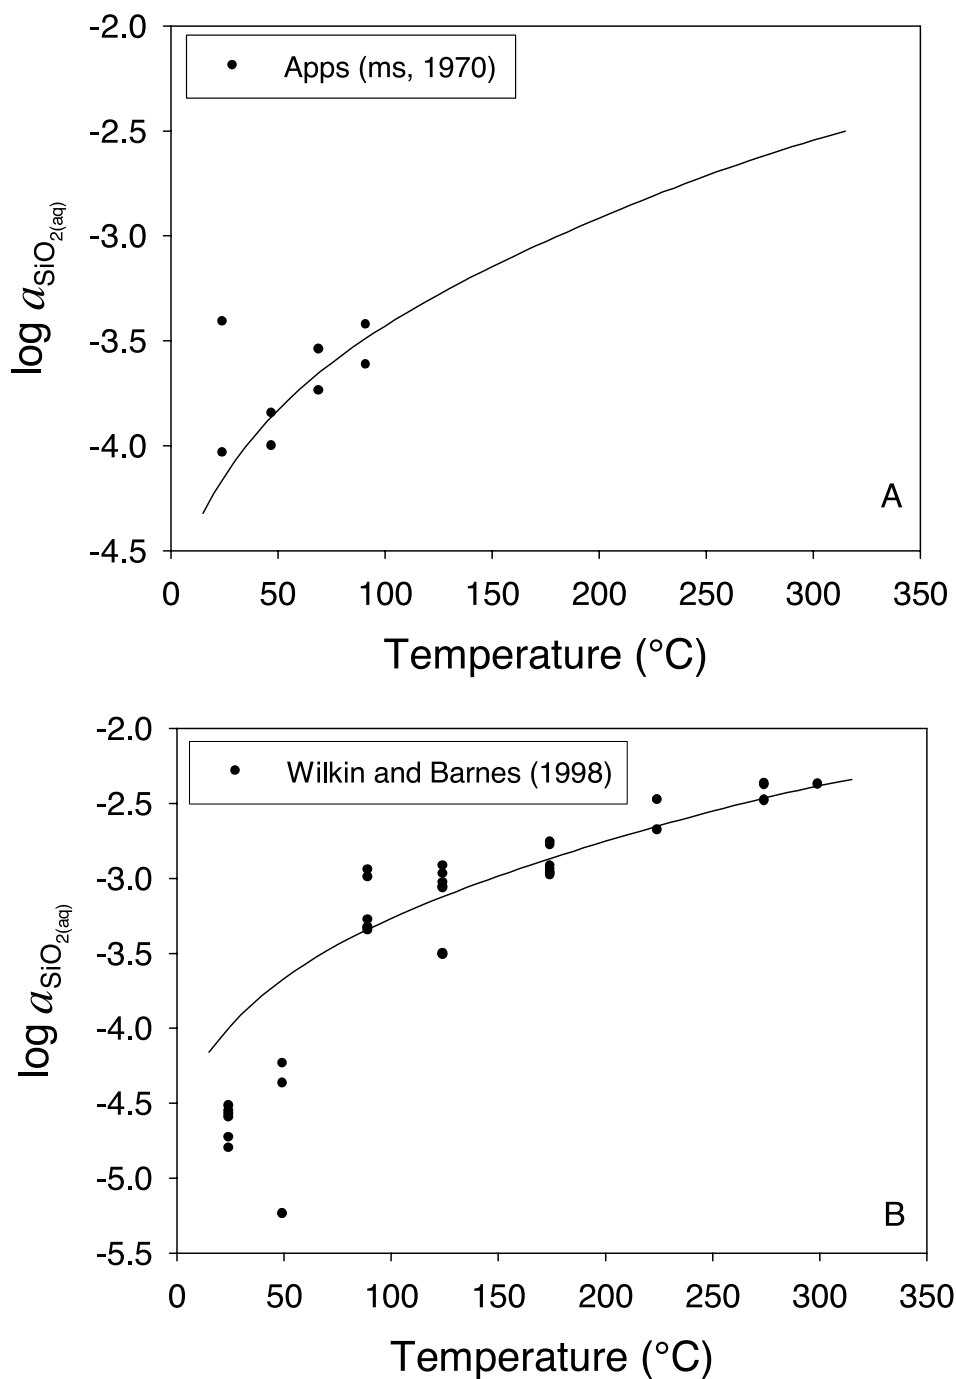 -2.0
Apps (ms, 1970)
-2.5
-3.0
-3.5
-4.0
-4.5
log aSiO2(aq)
A
0 50 100 150 200 250 300 350
Temperature (°C)
-2.0
Wilkin and Barnes (1998)
-2.5
-3.0
-3.5
-4.0
-4.5
-5.0
-5.5
log aSiO2(aq)
B
0 50 100 150 200 250 300 350
Temperature (°C)